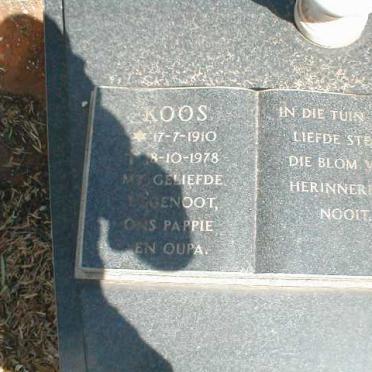 KOOS
* 17-7-1910
† 8-10-1978
MY GELIEFDE
EGGENOOT,
ONS PAPPIE
EN OUPA.
IN DIE TUIN
LIEFDE
DIE BLOM
NOOIT.